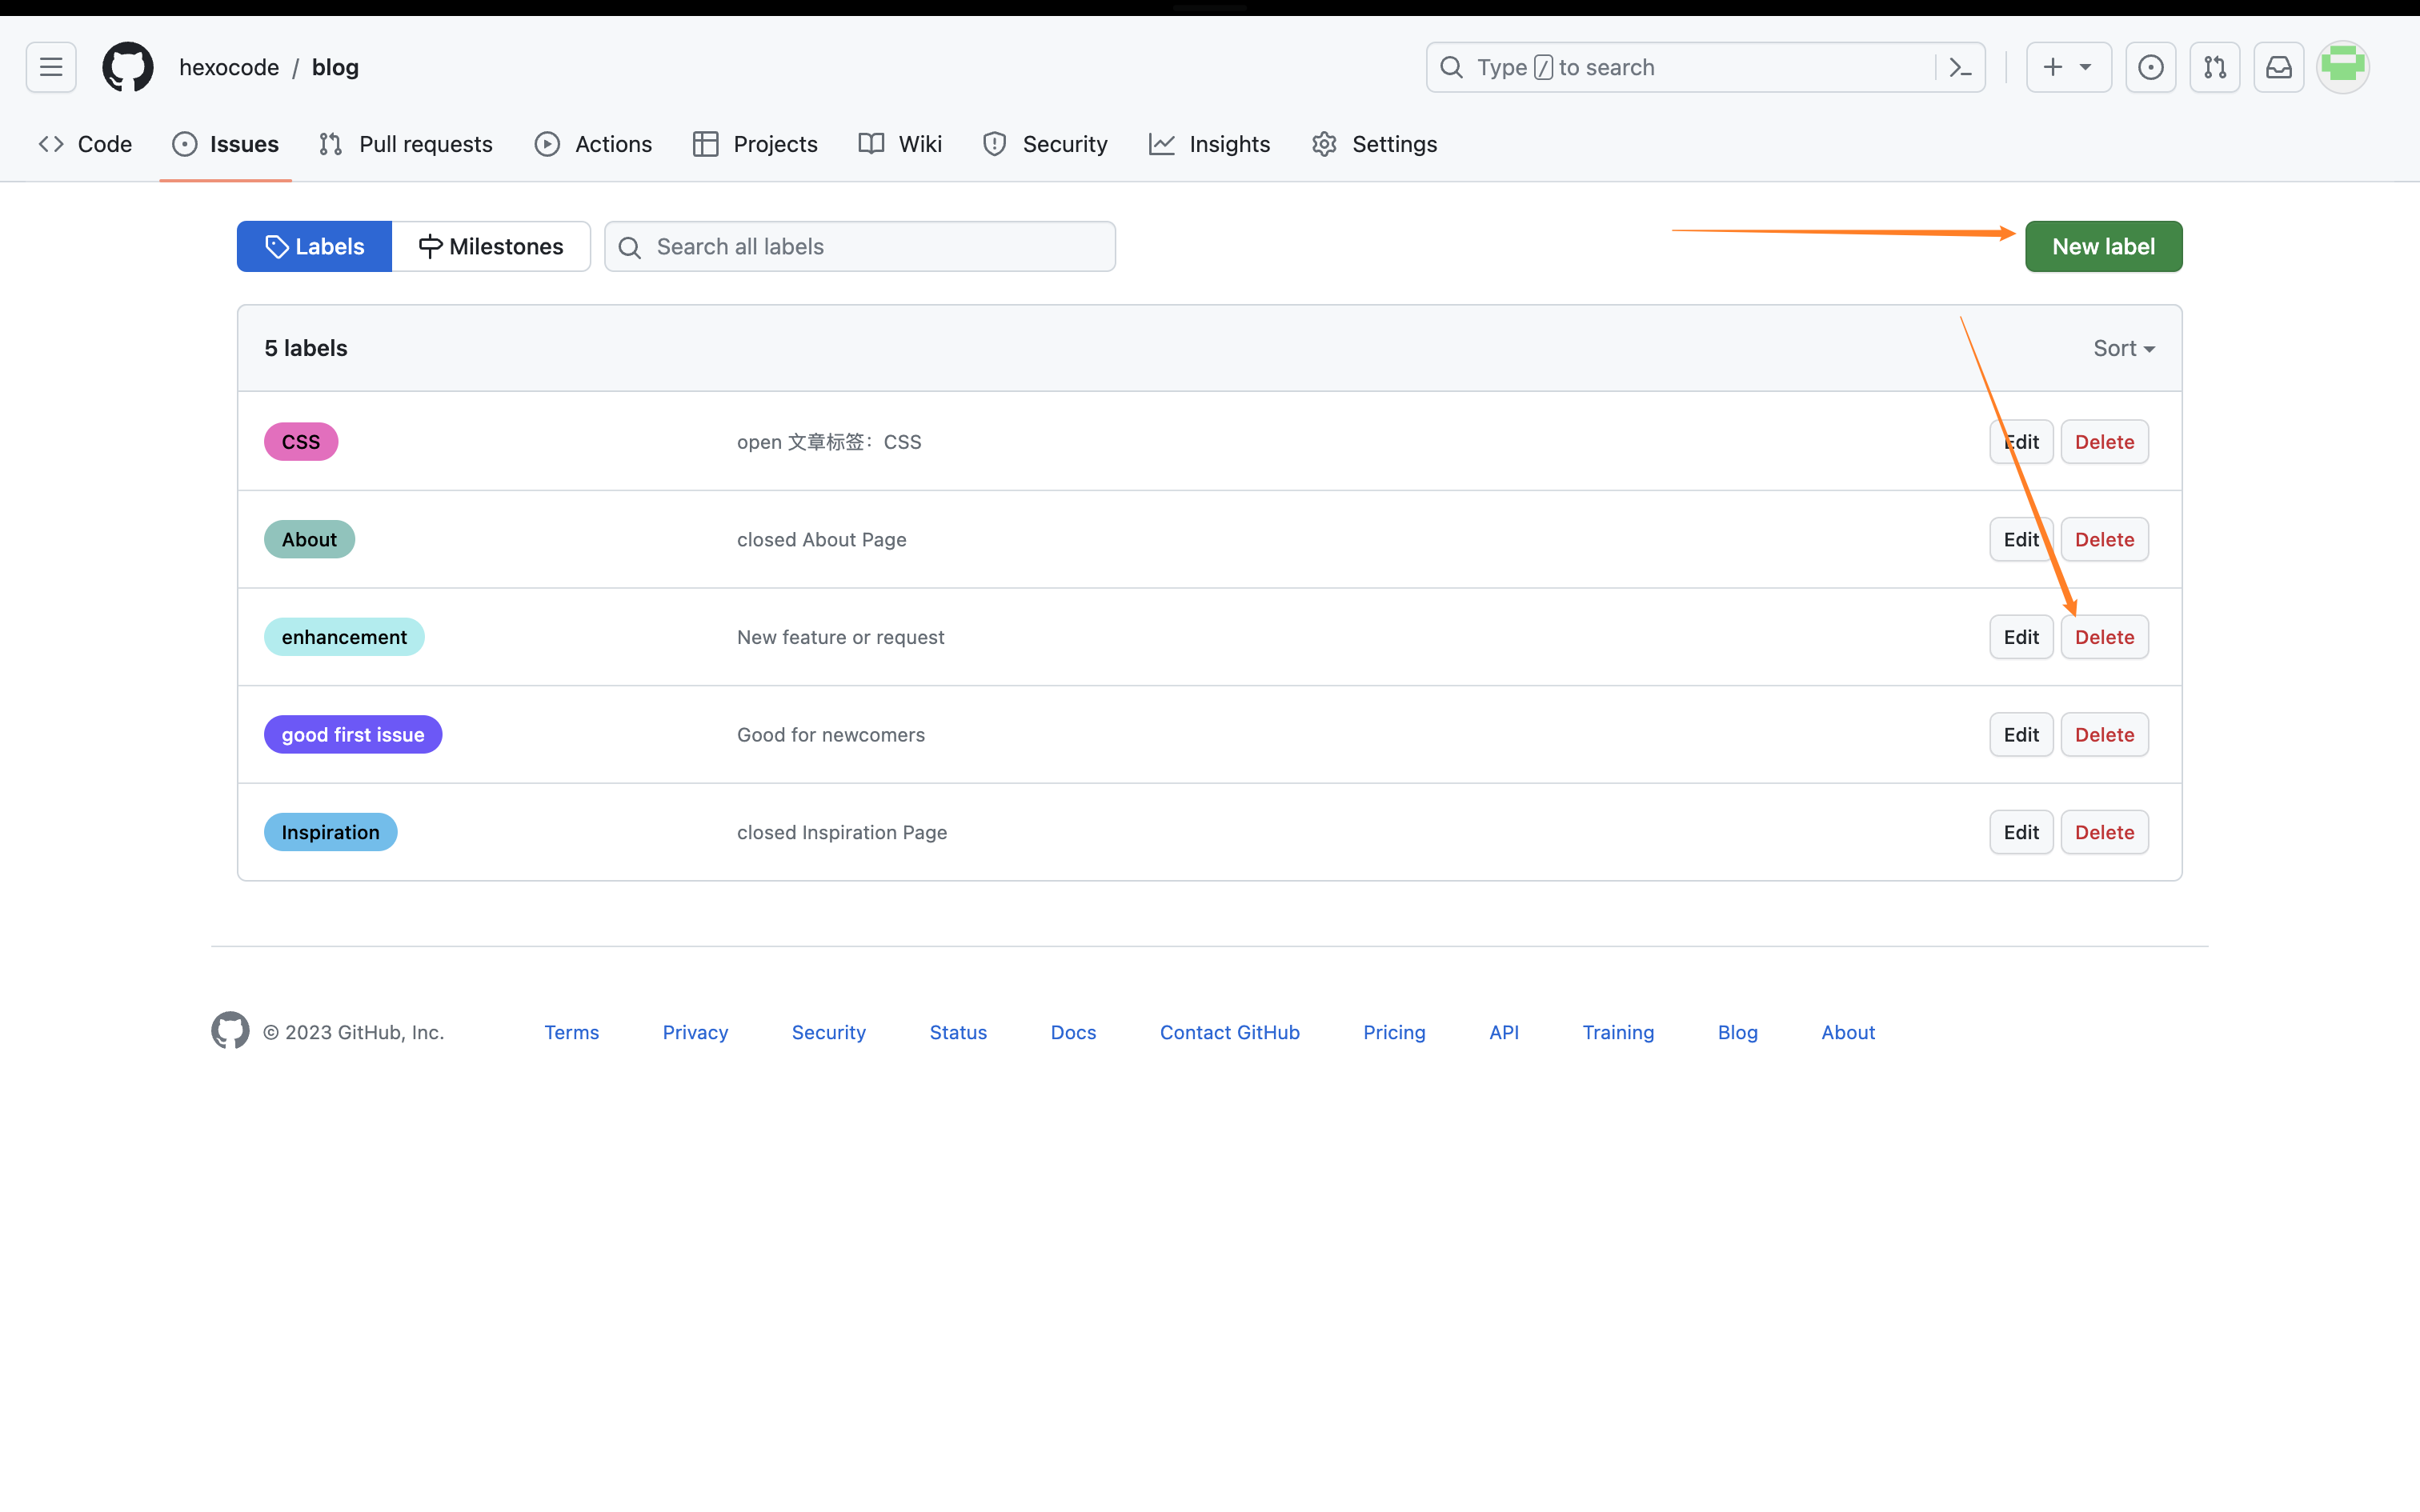 hexocode / blog
Type / to search
Code Issues Pull requests Actions Projects Wiki Security Insights Settings
Labels Milestones Search all labels New label
5 labels Sort
CSS open 文章标签：CSS Edit Delete
About closed About Page Edit Delete
enhancement New feature or request Edit Delete
good first issue Good for newcomers Edit Delete
Inspiration closed Inspiration Page Edit Delete
© 2023 GitHub, Inc. Terms Privacy Security Status Docs Contact GitHub Pricing API Training Blog About